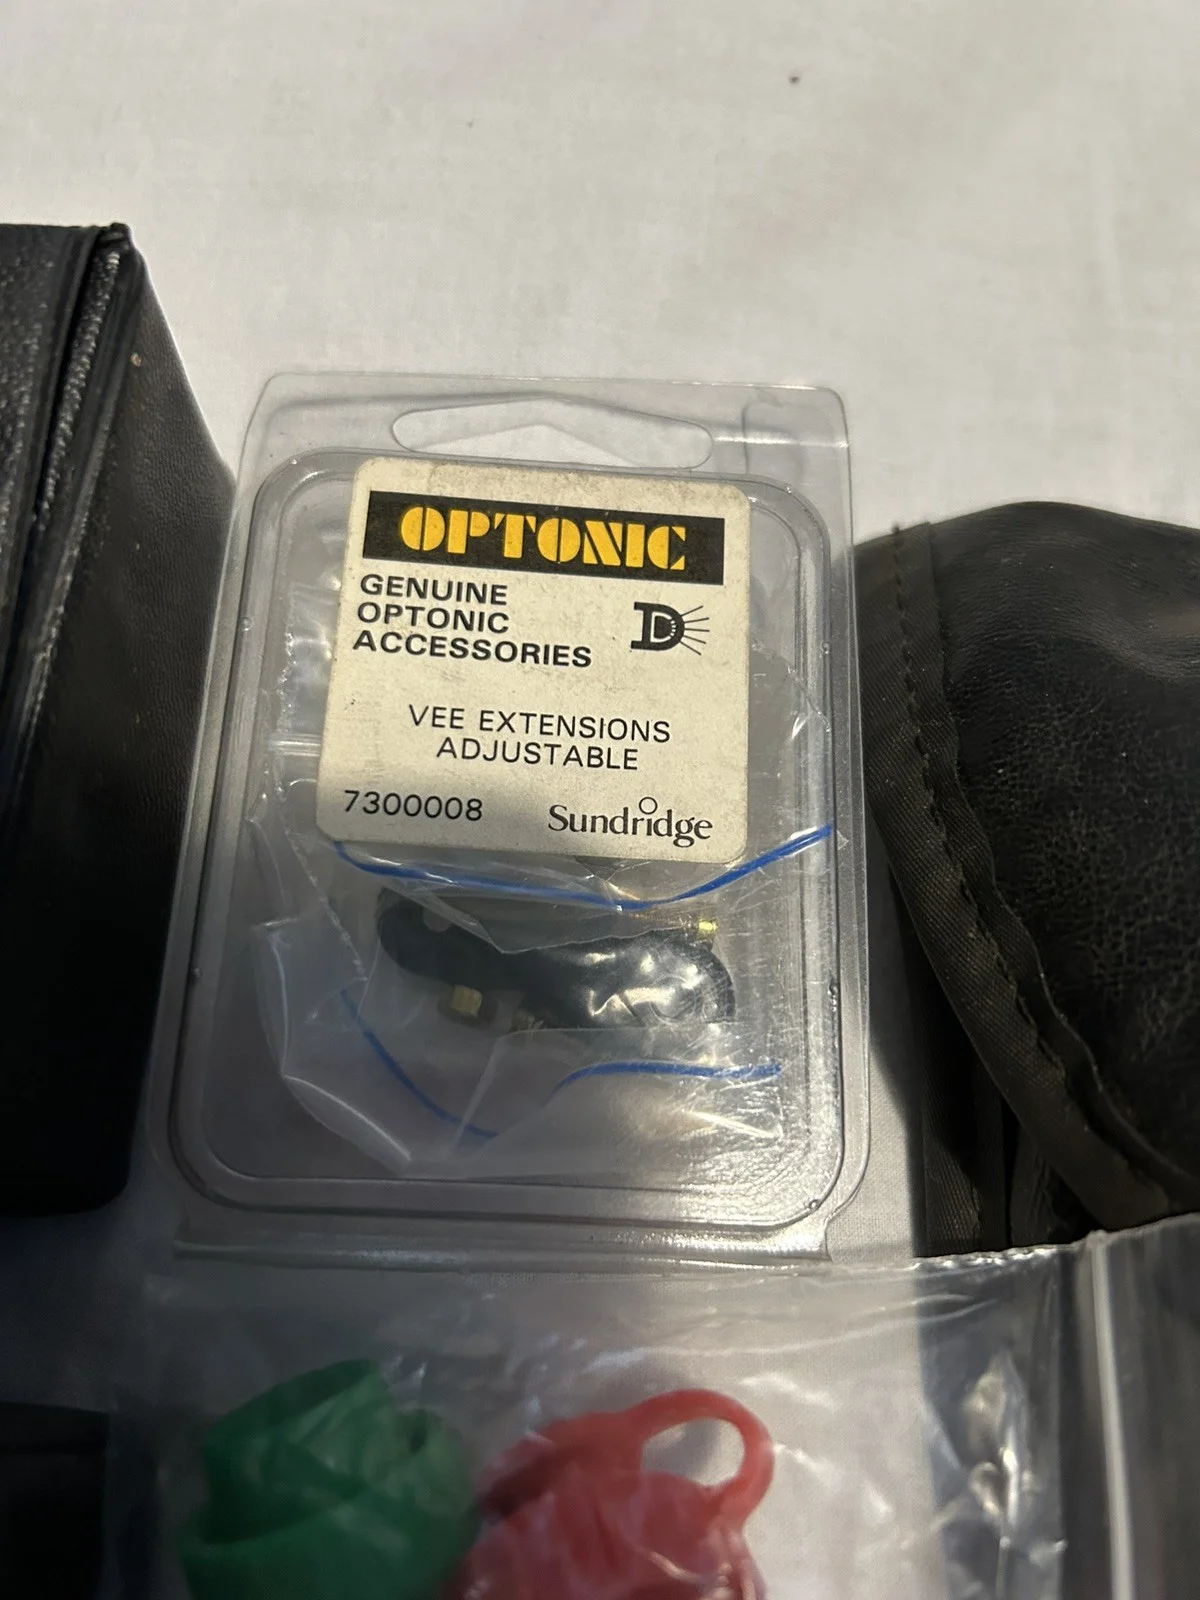 OPTONIC
GENUINE
OPTONIC
ACCESSORIES
D
VEE EXTENSIONS
ADJUSTABLE
7300008
Sundridge